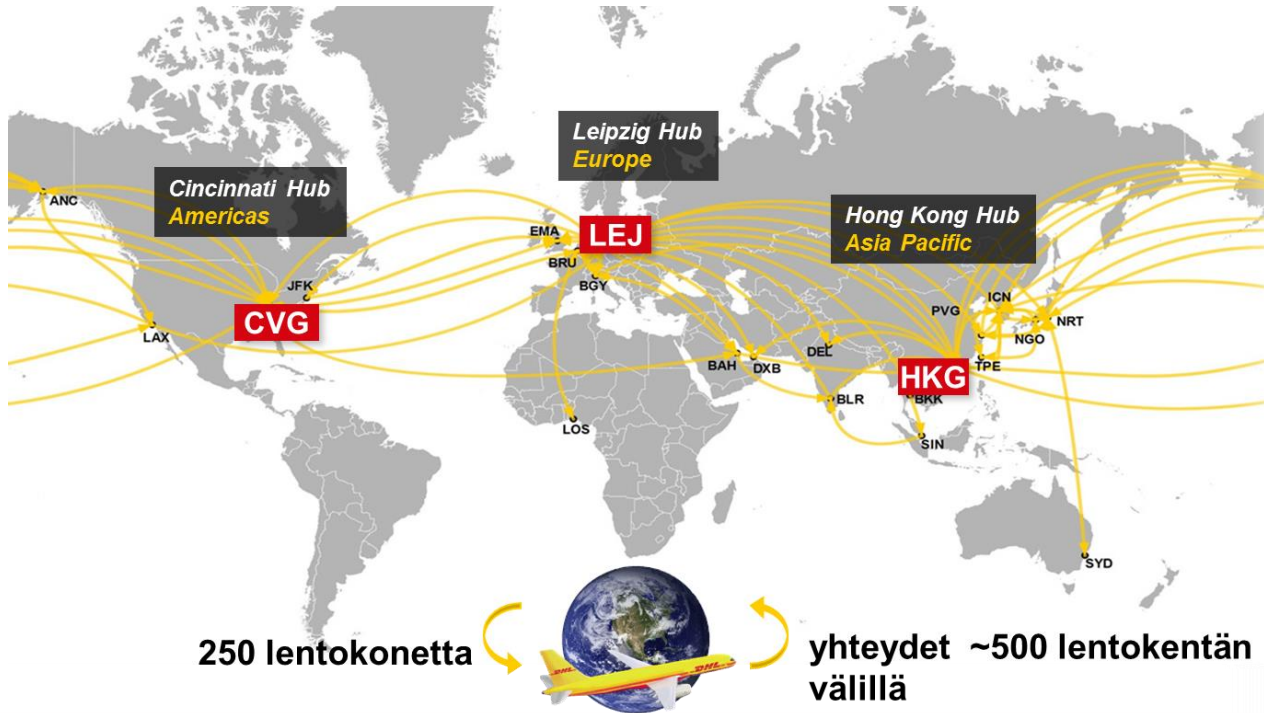 Leipzig Hub
Europe
Cincinnati Hub
Americas
Hong Kong Hub
Asia Pacific
ANC
EMA
LEJ
BRU
BGY
JFK
CVG
LAX
ICN
PVG
NRT
NGO
DEL
TPE
BAH
DXB
HKG
BKK
BLR
LOS
SIN
SYD
250 lentokonetta
DHL
yhteydet ~500 lentokentän
välillä